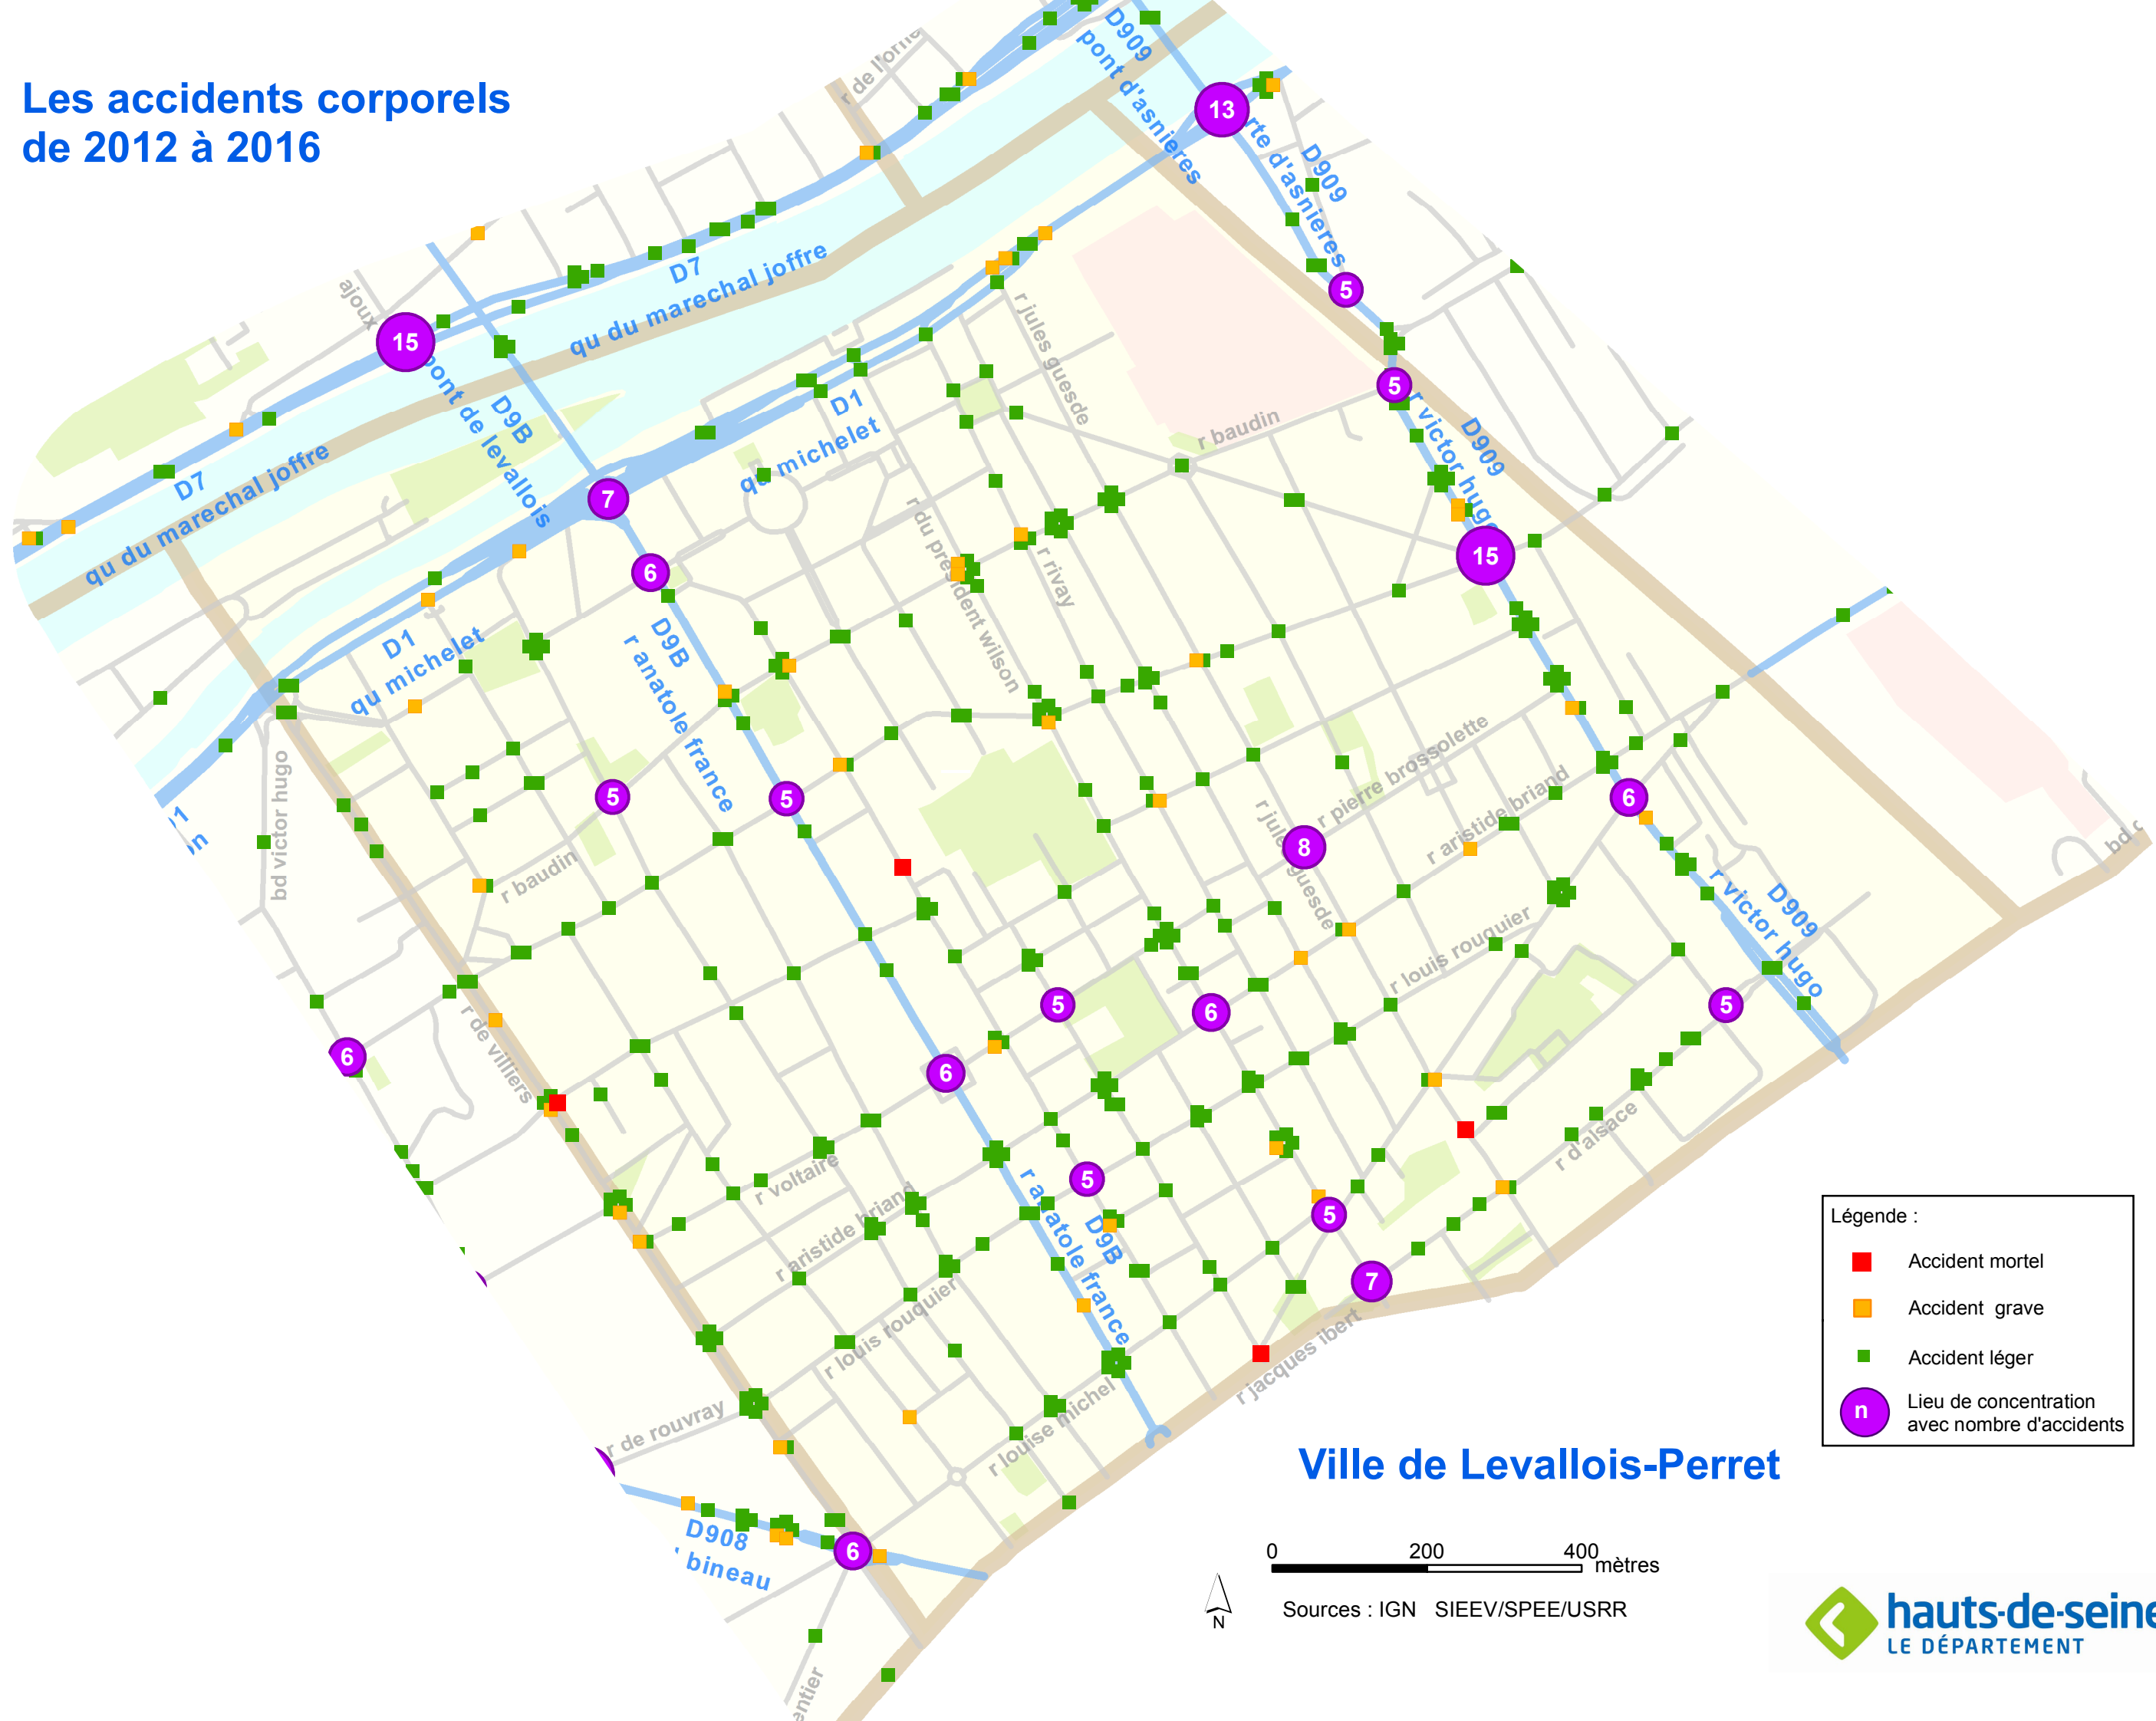 Les accidents corporels
de 2012 à 2016
r de l'orne
D909
pont d'asnières
13
rte d'asnieres
D909
5
D7
qu du marechal joffre
ajoux
15
pont de levallois
D9B
r jules guesde
D1
qu michelet
r baudin
5
r victor hugo
D909
D7
qu du marechal joffre
7
r du president wilson
r rivay
15
6
D1
qu michelet
D9B
r anatole france
bd victor hugo
5
5
r baudin
r pierre brossolette
r jules guesde
8
r aristide briand
6
bd
r louis rouquier
r victor hugo
D909
r de villiers
6
5
6
5
6
r voltaire
5
r d'alsace
r aristide briand
r anatole france
D9B
5
7
r louis rouquier
r jacques ibert
r de rouvray
r louise michel
D908
bineau
6
Légende :
Accident mortel
Accident grave
Accident léger
n
Lieu de concentration
avec nombre d'accidents
Ville de Levallois-Perret
0 200 400
mètres
N
Sources : IGN SIEEV/SPEE/USRR
hauts-de-seine
LE DÉPARTEMENT